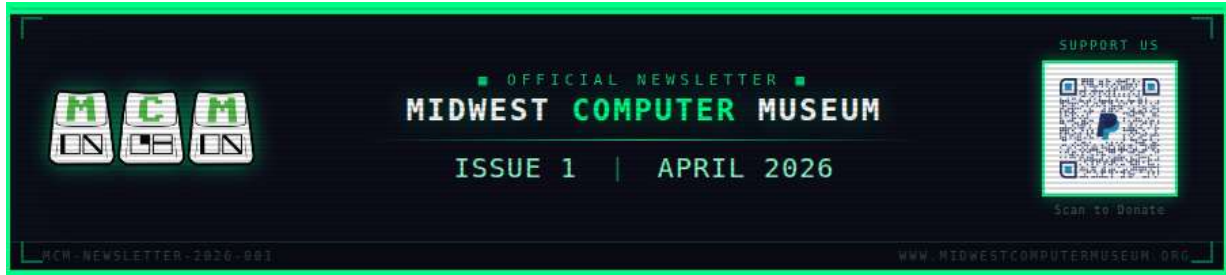 SUPPORT US
■ OFFICIAL NEWSLETTER ■
M C M
MIDWEST COMPUTER MUSEUM
ISSUE 1 | APRIL 2026
Scan to Donate
MCM-NEWSLETTER-2026-001
WWW.MIDWESTCOMPUTERMUSEUM.ORG